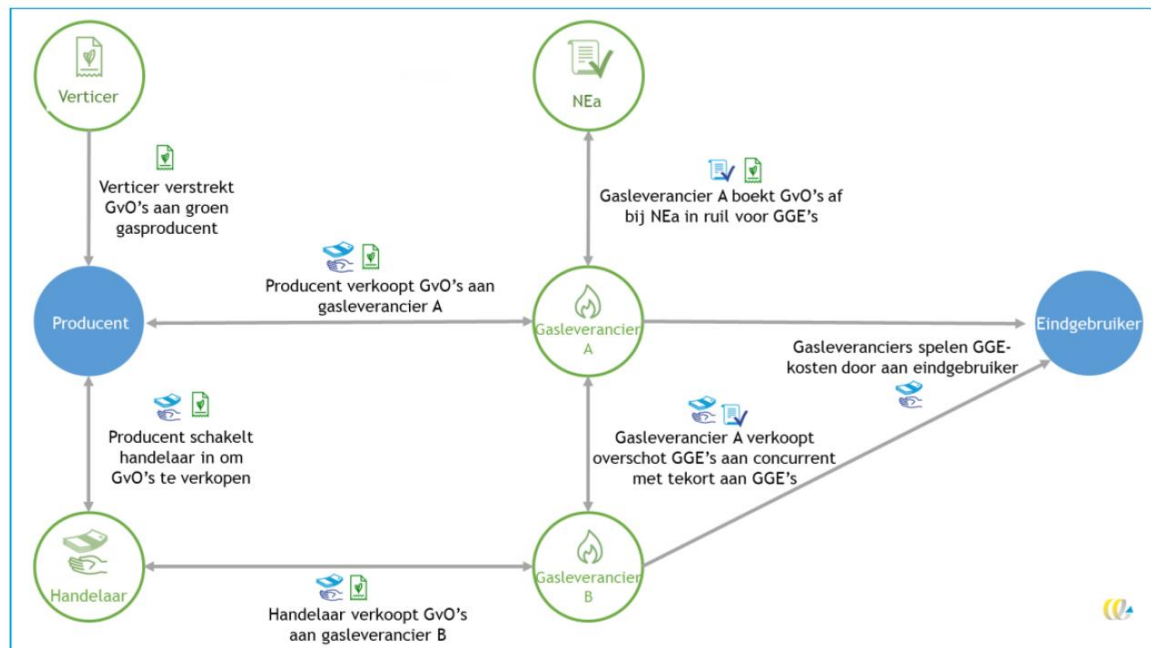 Verticer
NEa
Verticer verstrekt
GvO's aan groen
gasproducent
Gasleverancier A boekt GvO's af
bij NEa in ruil voor GGE's
Producent verkoopt GvO's aan
gasleverancier A
Producent
Gasleverancier
A
Eindgebruiker
Gasleveranciers spelen GGE-
kosten door aan eindgebruiker
Producent schakelt
handelaar in om
GvO's te verkopen
Gasleverancier A verkoopt
overschot GGE's aan concurrent
met tekort aan GGE's
Handelaar
Gasleverancier
B
Handelaar verkoopt GvO's
aan gasleverancier B